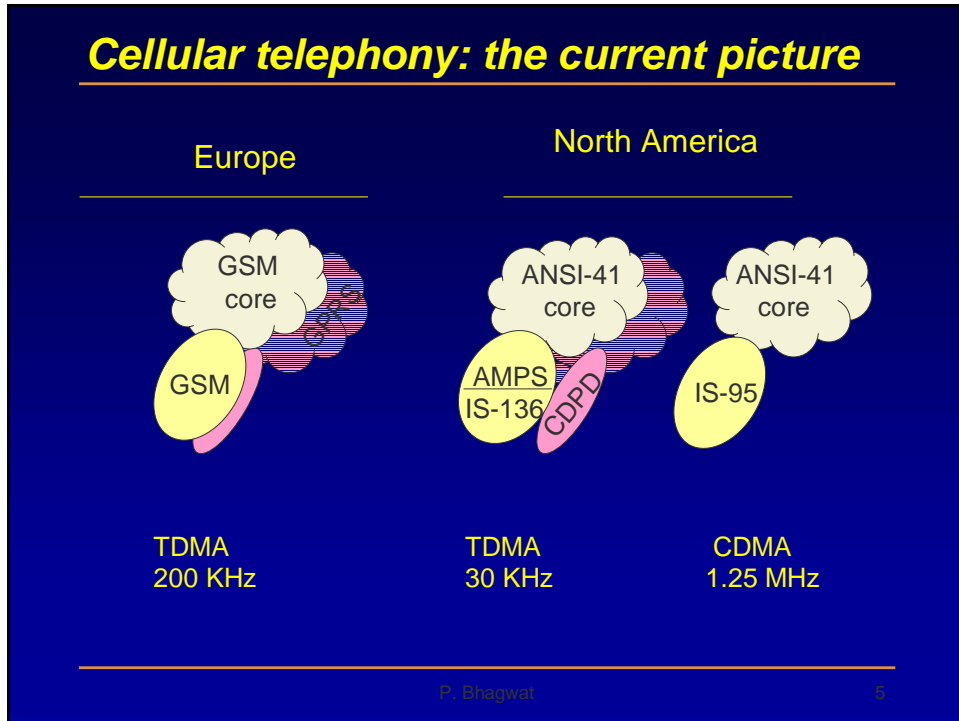 Cellular telephony: the current picture
Europe
North America
GSM
core
GPRS
GSM
ANSI-41
core
AMPS
IS-136
CDPD
ANSI-41
core
IS-95
TDMA
200 KHz
TDMA
30 KHz
CDMA
1.25 MHz
P. Bhagwat
5